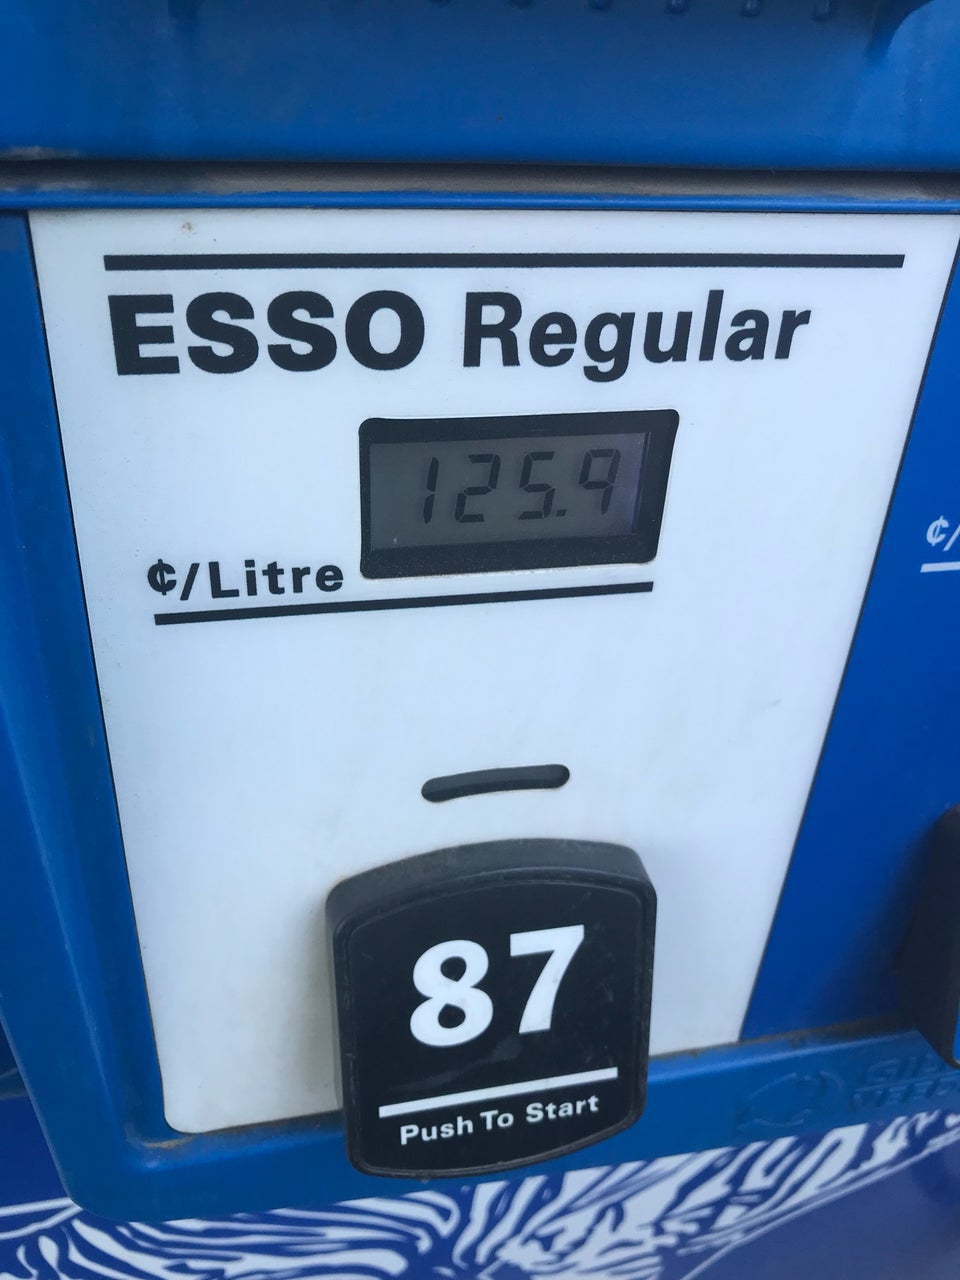 ESSO Regular
125.9
¢/Litre
¢/
87
Push To Start